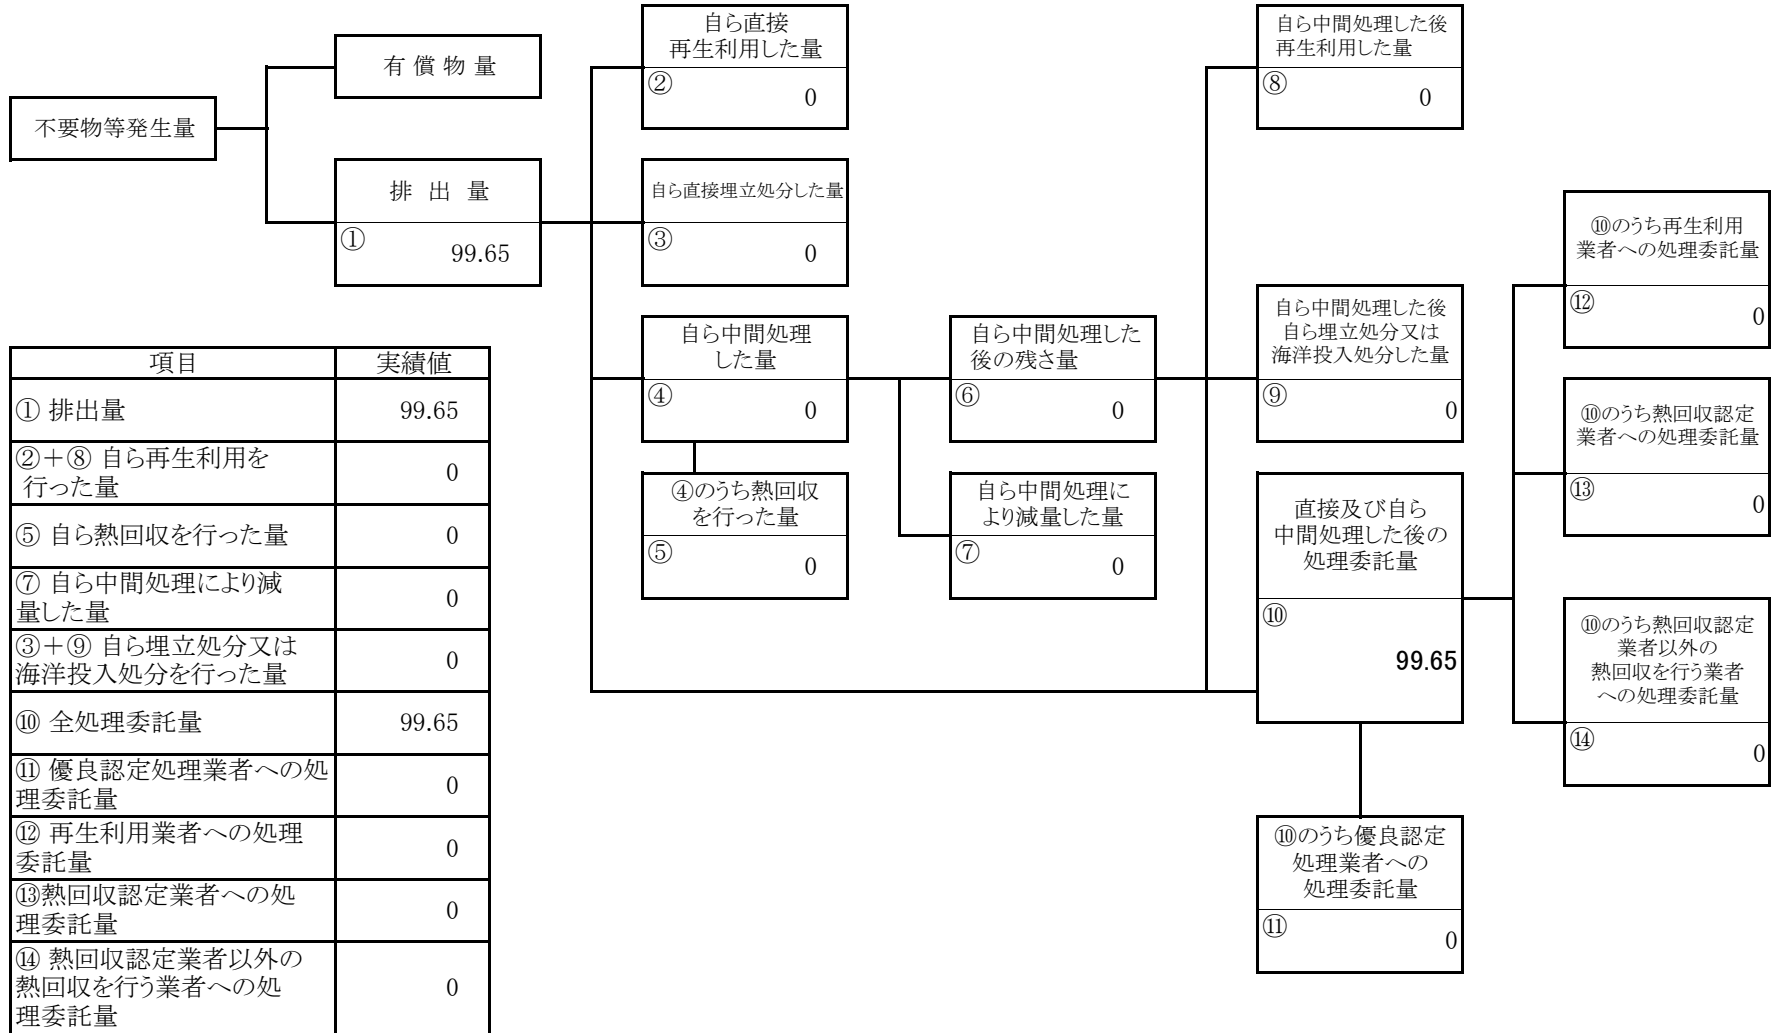 不要物等発生量
有 償 物 量
排 出 量
①
99.65
自ら直接
再生利用した量
②
0
自ら直接埋立処分した量
③
0
自ら中間処理
した量
④
0
④のうち熱回収
を行った量
⑤
0
自ら中間処理した
後の残さ量
⑥
0
自ら中間処理に
より減量した量
⑦
0
自ら中間処理した後
再生利用した量
⑧
0
自ら中間処理した後
自ら埋立処分又は
海洋投入処分した量
⑨
0
直接及び自ら
中間処理した後の
処理委託量
⑩
99.65
⑩のうち優良認定
処理業者への
処理委託量
⑪
0
⑩のうち再生利用
業者への処理委託量
⑫
0
⑩のうち熱回収認定
業者への処理委託量
⑬
0
⑩のうち熱回収認定
業者以外の
熱回収を行う業者
への処理委託量
⑭
0
項目 実績値
① 排出量 99.65
②+⑧ 自ら再生利用を
行った量 0
⑤ 自ら熱回収を行った量 0
⑦ 自ら中間処理により減
量した量 0
③+⑨ 自ら埋立処分又は
海洋投入処分を行った量 0
⑩ 全処理委託量 99.65
⑪ 優良認定処理業者への処
理委託量 0
⑫ 再生利用業者への処理
委託量 0
⑬熱回収認定業者への処
理委託量 0
⑭ 熱回収認定業者以外の
熱回収を行う業者への処
理委託量 0